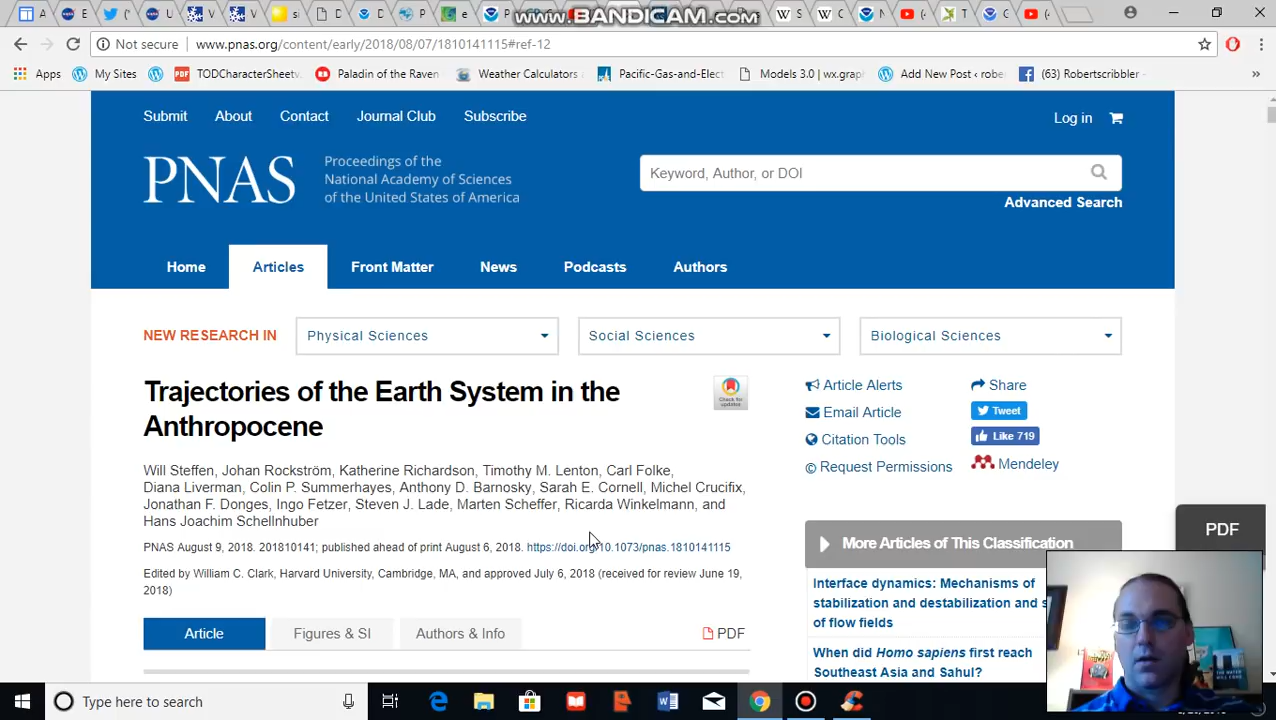 www.BANDICAM.com
Not secure | www.pnas.org/content/early/2018/08/07/1810141115#ref-12
Apps My Sites TODCharacterSheetv. Paladin of the Raven Weather Calculators Pacific-Gas-and-Elect Models 3.0 | wx.grap Add New Post ‹ robe (63) Robertscribbler -
Submit About Contact Journal Club Subscribe
Log in
PNAS
Proceedings of the
National Academy of Sciences
of the United States of America
Keyword, Author, or DOI
Advanced Search
Home Articles Front Matter News Podcasts Authors
NEW RESEARCH IN Physical Sciences Social Sciences Biological Sciences
Trajectories of the Earth System in the
Anthropocene
Check for
updates
Will Steffen, Johan Rockström, Katherine Richardson, Timothy M. Lenton, Carl Folke,
Diana Liverman, Colin P. Summerhayes, Anthony D. Barnosky, Sarah E. Cornell, Michel Crucifix,
Jonathan F. Donges, Ingo Fetzer, Steven J. Lade, Marten Scheffer, Ricarda Winkelmann, and
Hans Joachim Schellnhuber
PNAS August 9, 2018. 201810141; published ahead of print August 6, 2018. https://doi.org/10.1073/pnas.1810141115
Edited by William C. Clark, Harvard University, Cambridge, MA, and approved July 6, 2018 (received for review June 19,
2018)
Article Figures & SI Authors & Info PDF
Article Alerts Share
Email Article Tweet
Citation Tools Like 719
Request Permissions Mendeley
PDF
More Articles of This Classification
Interface dynamics: Mechanisms of
stabilization and destabilization and s
of flow fields
When did Homo sapiens first reach
Southeast Asia and Sahul?
Type here to search